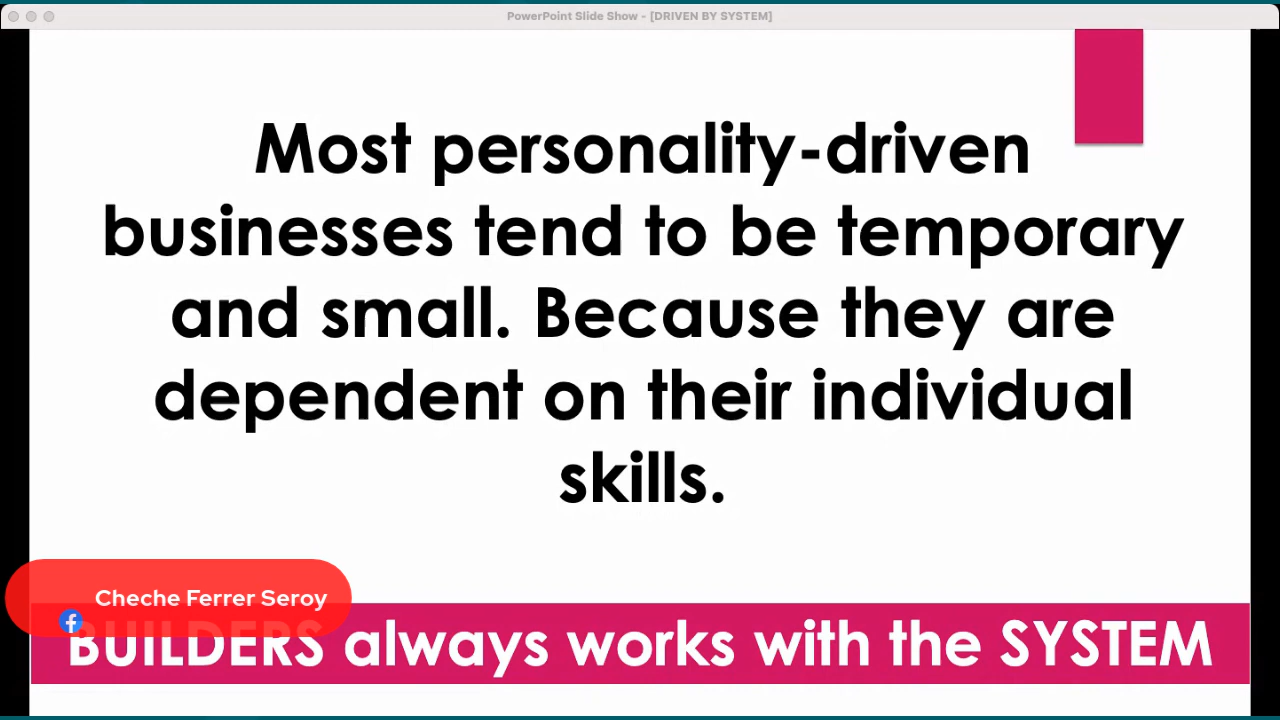 PowerPoint Slide Show - [DRIVEN BY SYSTEM]
Most personality-driven
businesses tend to be temporary
and small. Because they are
dependent on their individual
skills.
Cheche Ferrer Seroy
BUILDERS always works with the SYSTEM